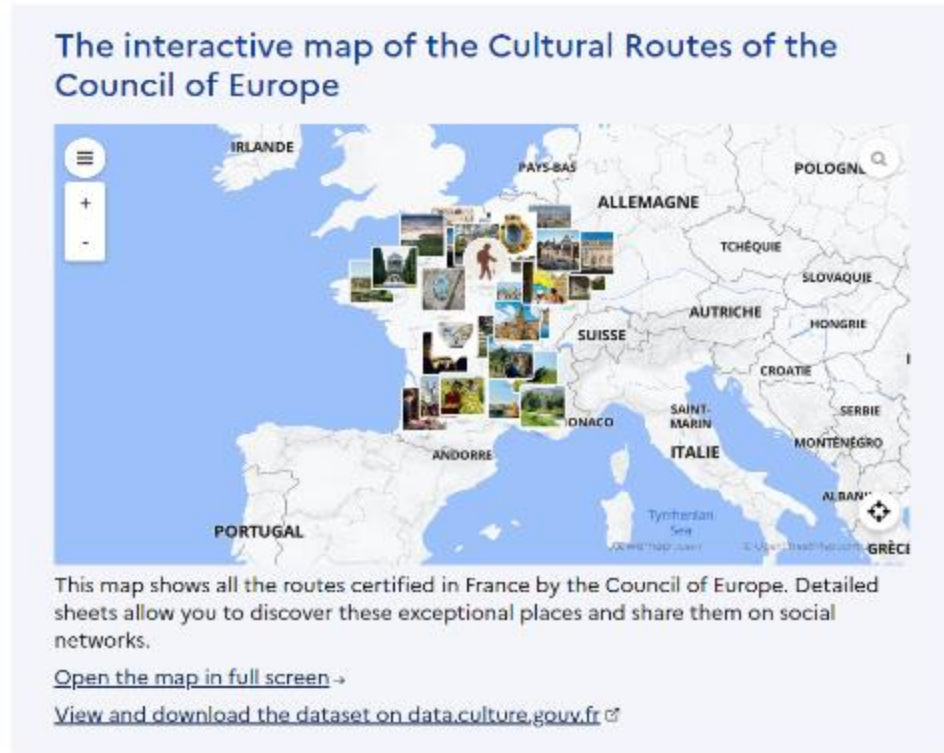 The interactive map of the Cultural Routes of the
Council of Europe
IRLANDE
PAYS-BAS
ALLEMAGNE
+
-
TCHÉQUIE
SLOVAQUIE
AUTRICHE
HONGRIE
SUISSE
CROATIE
SAINT-
MARIN
SERBIE
ITALIE
MONTÉNÉGRO
ANDORRE
Tyrrhenian
Sea
PORTUGAL
This map shows all the routes certified in France by the Council of Europe. Detailed
sheets allow you to discover these exceptional places and share them on social
networks.
Open the map in full screen →
View and download the dataset on data.culture.gouv.fr